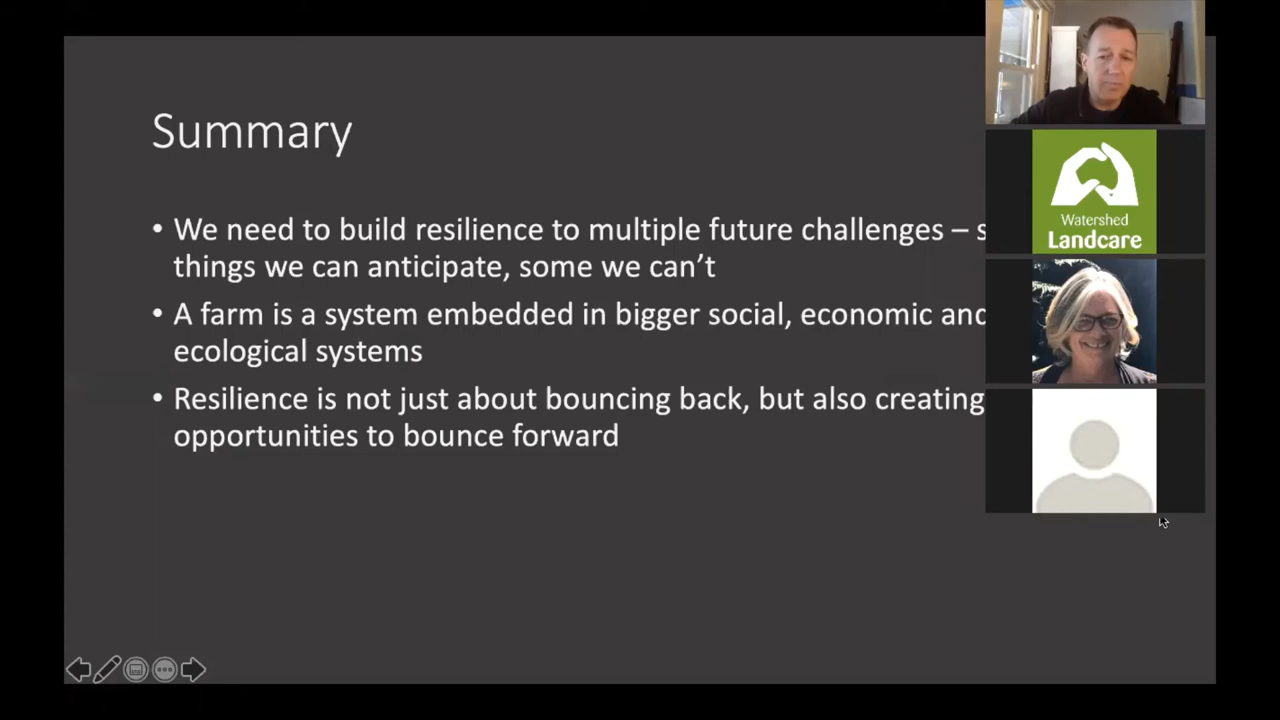 Summary
• We need to build resilience to multiple future challenges –
things we can anticipate, some we can't
• A farm is a system embedded in bigger social, economic and
ecological systems
• Resilience is not just about bouncing back, but also creating
opportunities to bounce forward
Watershed
Landcare